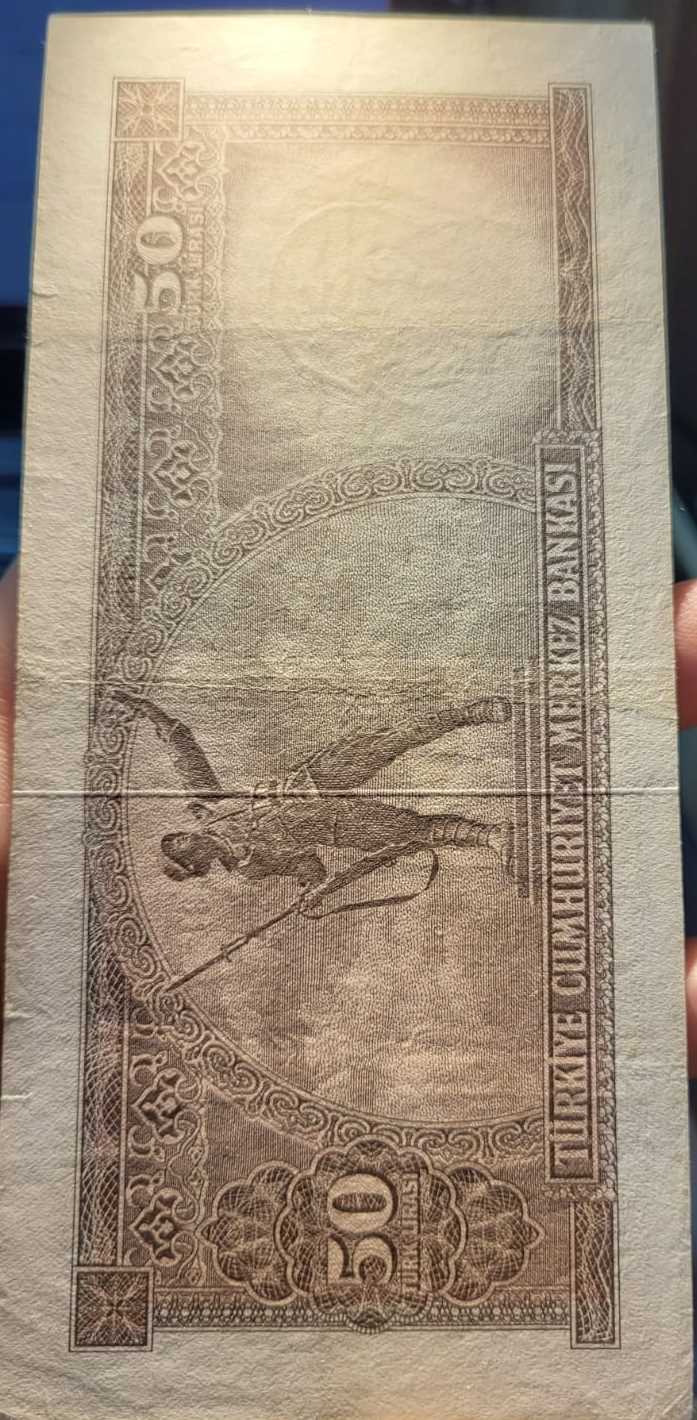 50
TÜRK LİRASI
50
TÜRK LİRASI
TÜRKİYE CUMHURİYET MERKEZ BANKASI